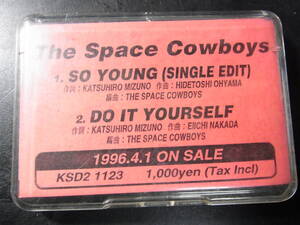 The Space Cowboys
1. SO YOUNG (SINGLE EDIT)
作詞：KATSUHIRO MIZUNO 作曲：HIDETOSHI OHYAMA
編曲：THE SPACE COWBOYS
2. DO IT YOURSELF
作詞：KATSUHIRO MIZUNO 作曲：EIICHI NAKADA
編曲：THE SPACE COWBOYS
1996.4.1 ON SALE
KSD2 1123 1,000yen (Tax Incl)